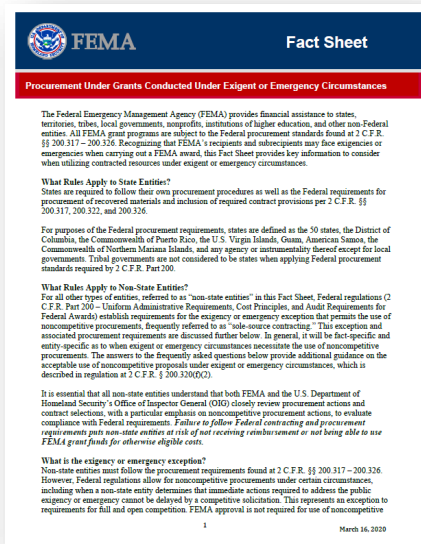 FEMA
Fact Sheet
Procurement Under Grants Conducted Under Exigent or Emergency Circumstances
The Federal Emergency Management Agency (FEMA) provides financial assistance to states,
territories, tribes, local governments, nonprofits, institutions of higher education, and other non-Federal
entities. All FEMA grant programs are subject to the Federal procurement standards found at 2 C.F.R.
§§ 200.317 – 200.326. Recognizing that FEMA's recipients and subrecipients may face exigencies or
emergencies when carrying out a FEMA award, this Fact Sheet provides key information to consider
when utilizing contracted resources under exigent or emergency circumstances.
What Rules Apply to State Entities?
States are required to follow their own procurement procedures as well as the Federal requirements for
procurement of recovered materials and inclusion of required contract provisions per 2 C.F.R. §§
200.317, 200.322, and 200.326.
For purposes of the Federal procurement requirements, states are defined as the 50 states, the District of
Columbia, the Commonwealth of Puerto Rico, the U.S. Virgin Islands, Guam, American Samoa, the
Commonwealth of Northern Mariana Islands, and any agency or instrumentality thereof except for local
governments. Tribal governments are not considered to be states when applying Federal procurement
standards required by 2 C.F.R. Part 200.
What Rules Apply to Non-State Entities?
For all other types of entities, referred to as "non-state entities" in this Fact Sheet, Federal regulations (2
C.F.R. Part 200 – Uniform Administrative Requirements, Cost Principles, and Audit Requirements for
Federal Awards) establish requirements for the exigency or emergency exception that permits the use of
noncompetitive procurements, frequently referred to as "sole-source contracting." This exception and
associated procurement requirements are discussed further below. In general, it will be fact-specific and
entity-specific as to when exigent or emergency circumstances necessitate the use of noncompetitive
procurements. The answers to the frequently asked questions below provide additional guidance on the
acceptable use of noncompetitive proposals under exigent or emergency circumstances, which is
described in regulation at 2 C.F.R. § 200.320(f)(2).
It is essential that all non-state entities understand that both FEMA and the U.S. Department of
Homeland Security's Office of Inspector General (OIG) closely review procurement actions and
contract selections, with a particular emphasis on noncompetitive procurement actions, to evaluate
compliance with Federal requirements. Failure to follow Federal contracting and procurement
requirements puts non-state entities at risk of not receiving reimbursement or not being able to use
FEMA grant funds for otherwise eligible costs.
What is the exigency or emergency exception?
Non-state entities must follow the procurement requirements found at 2 C.F.R. §§ 200.317 – 200.326.
However, Federal regulations allow for noncompetitive procurements under certain circumstances,
including when a non-state entity determines that immediate actions required to address the public
exigency or emergency cannot be delayed by a competitive solicitation. This represents an exception to
requirements for full and open competition. FEMA approval is not required for use of noncompetitive
1
March 16, 2020